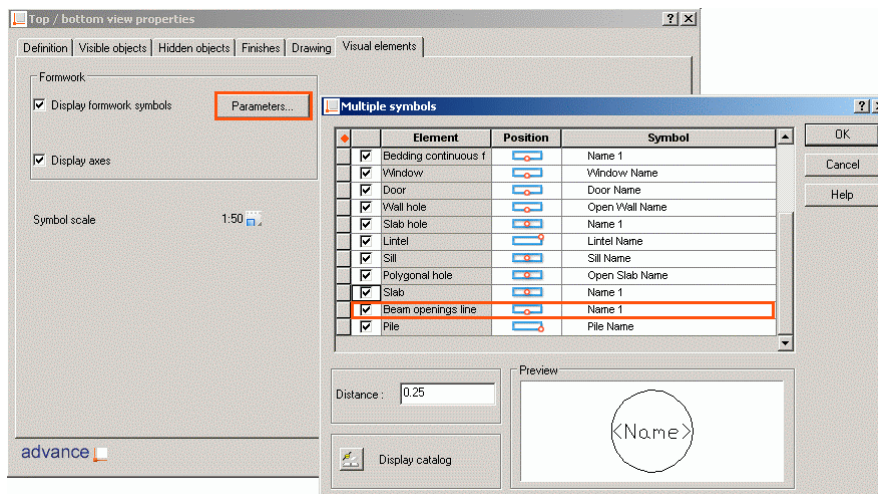 Top / bottom view properties
Definition Visible objects Hidden objects Finishes Drawing Visual elements
Formwork
Display formwork symbols Parameters...
Display axes
Symbol scale 1:50
advance
Multiple symbols
Element Position Symbol
Bedding continuous f Name 1
Window Window Name
Door Door Name
Wall hole Open Wall Name
Slab hole Name 1
Lintel Lintel Name
Sill Sill Name
Polygonal hole Open Slab Name
Slab Name 1
Beam openings line Name 1
Pile Pile Name
OK
Cancel
Help
Distance : 0.25
Display catalog
Preview
<Name>